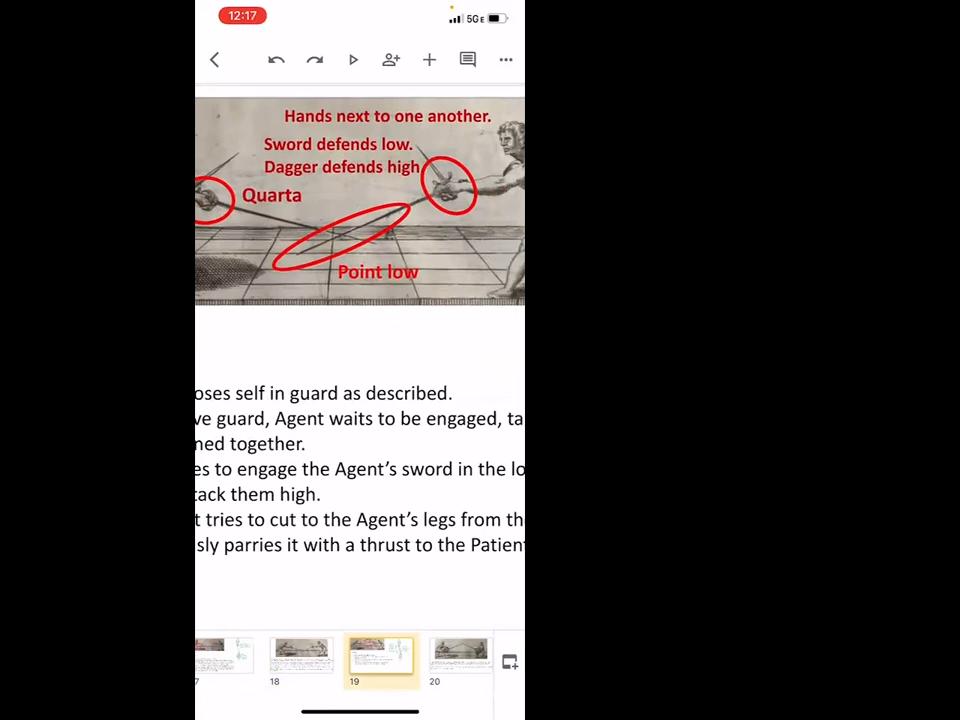 12:17
5GE
Hands next to one another.
Sword defends low.
Dagger defends high
Quarta
Point low
oses self in guard as described.
ve guard, Agent waits to be engaged, ta
ned together.
es to engage the Agent’s sword in the lo
tack them high.
t tries to cut to the Agent’s legs from th
sly parries it with a thrust to the Patient
7
18
19
20